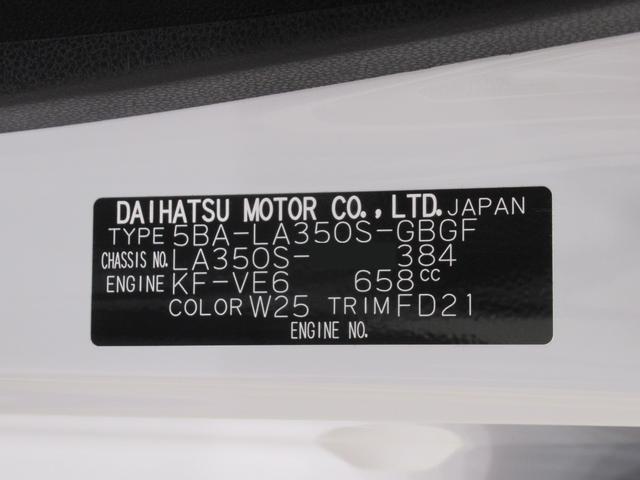 DAIHATSU MOTOR CO., LTD. JAPAN
TYPE 5BA-LA350S-GBGF
CHASSIS NO. LA350S- 384
ENGINE KF-VE6 658cc
COLOR W25 TRIM FD21
ENGINE NO.